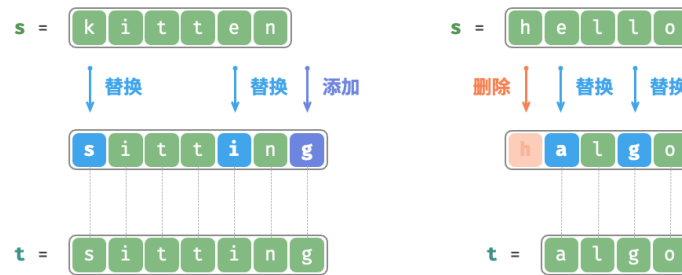 s = k i t t e n
s = h e l l o
替换 替换 添加
删除 替换 替换
s i t t i n g
h a l g o
t = s i t t i n g
t = a l g o